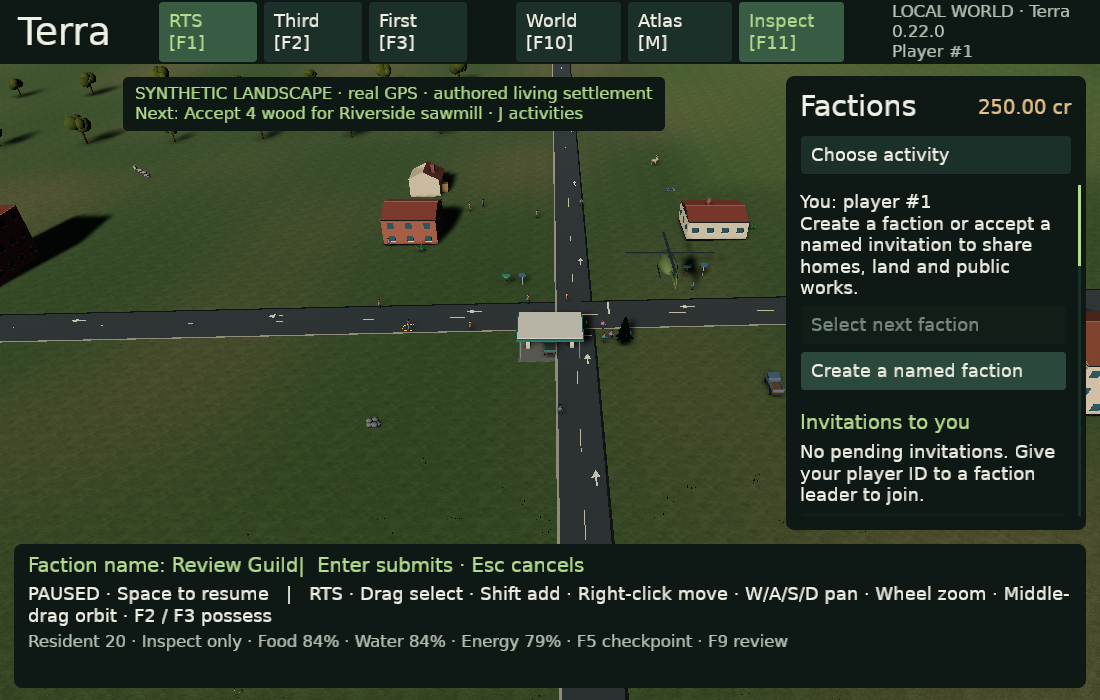 Terra
RTS
[F1]
Third
[F2]
First
[F3]
World
[F10]
Atlas
[M]
Inspect
[F11]
LOCAL WORLD · Terra
0.22.0
Player #1
SYNTHETIC LANDSCAPE · real GPS · authored living settlement
Next: Accept 4 wood for Riverside sawmill · J activities
Factions
250.00 cr
Choose activity
You: player #1
Create a faction or accept a
named invitation to share
homes, land and public
works.
Select next faction
Create a named faction
Invitations to you
No pending invitations. Give
your player ID to a faction
leader to join.
Faction name: Review Guild|  Enter submits · Esc cancels
PAUSED · Space to resume   |   RTS · Drag select · Shift add · Right-click move · W/A/S/D pan · Wheel zoom · Middle-
drag orbit · F2 / F3 possess
Resident 20 · Inspect only · Food 84% · Water 84% · Energy 79% · F5 checkpoint · F9 review